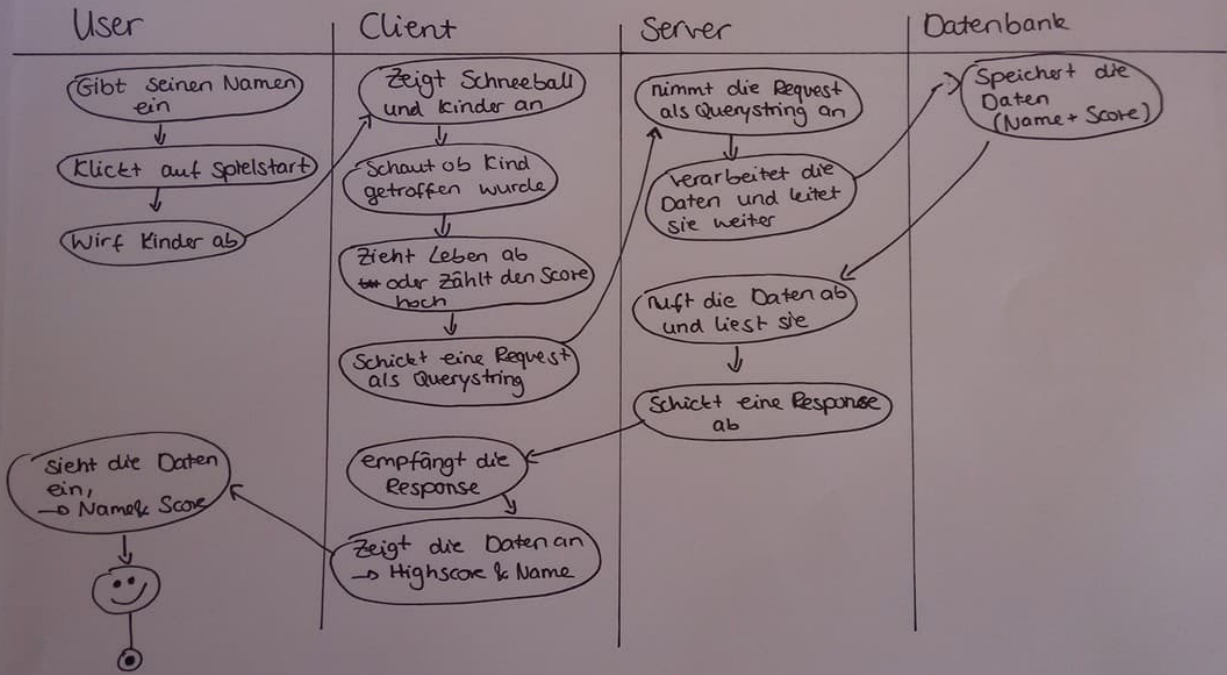 User
Client
Server
Datenbank
Gibt seinen Namen
ein
Klickt auf Spielstart
Wirf Kinder ab
Zeigt Schneeball
und Kinder an
Schaut ob Kind
getroffen wurde
Zieht Leben ab
oder zählt den Score
hoch
Schickt eine Request
als Querystring
nimmt die Request
als Querystring an
verarbeitet die
Daten und leitet
sie weiter
Speichert die
Daten
(Name + Score)
ruft die Daten ab
und liest sie
Schickt eine Response
ab
empfängt die
Response
Zeigt die Daten an
→ Highscore & Name
sieht die Daten
ein,
→ Name & Score